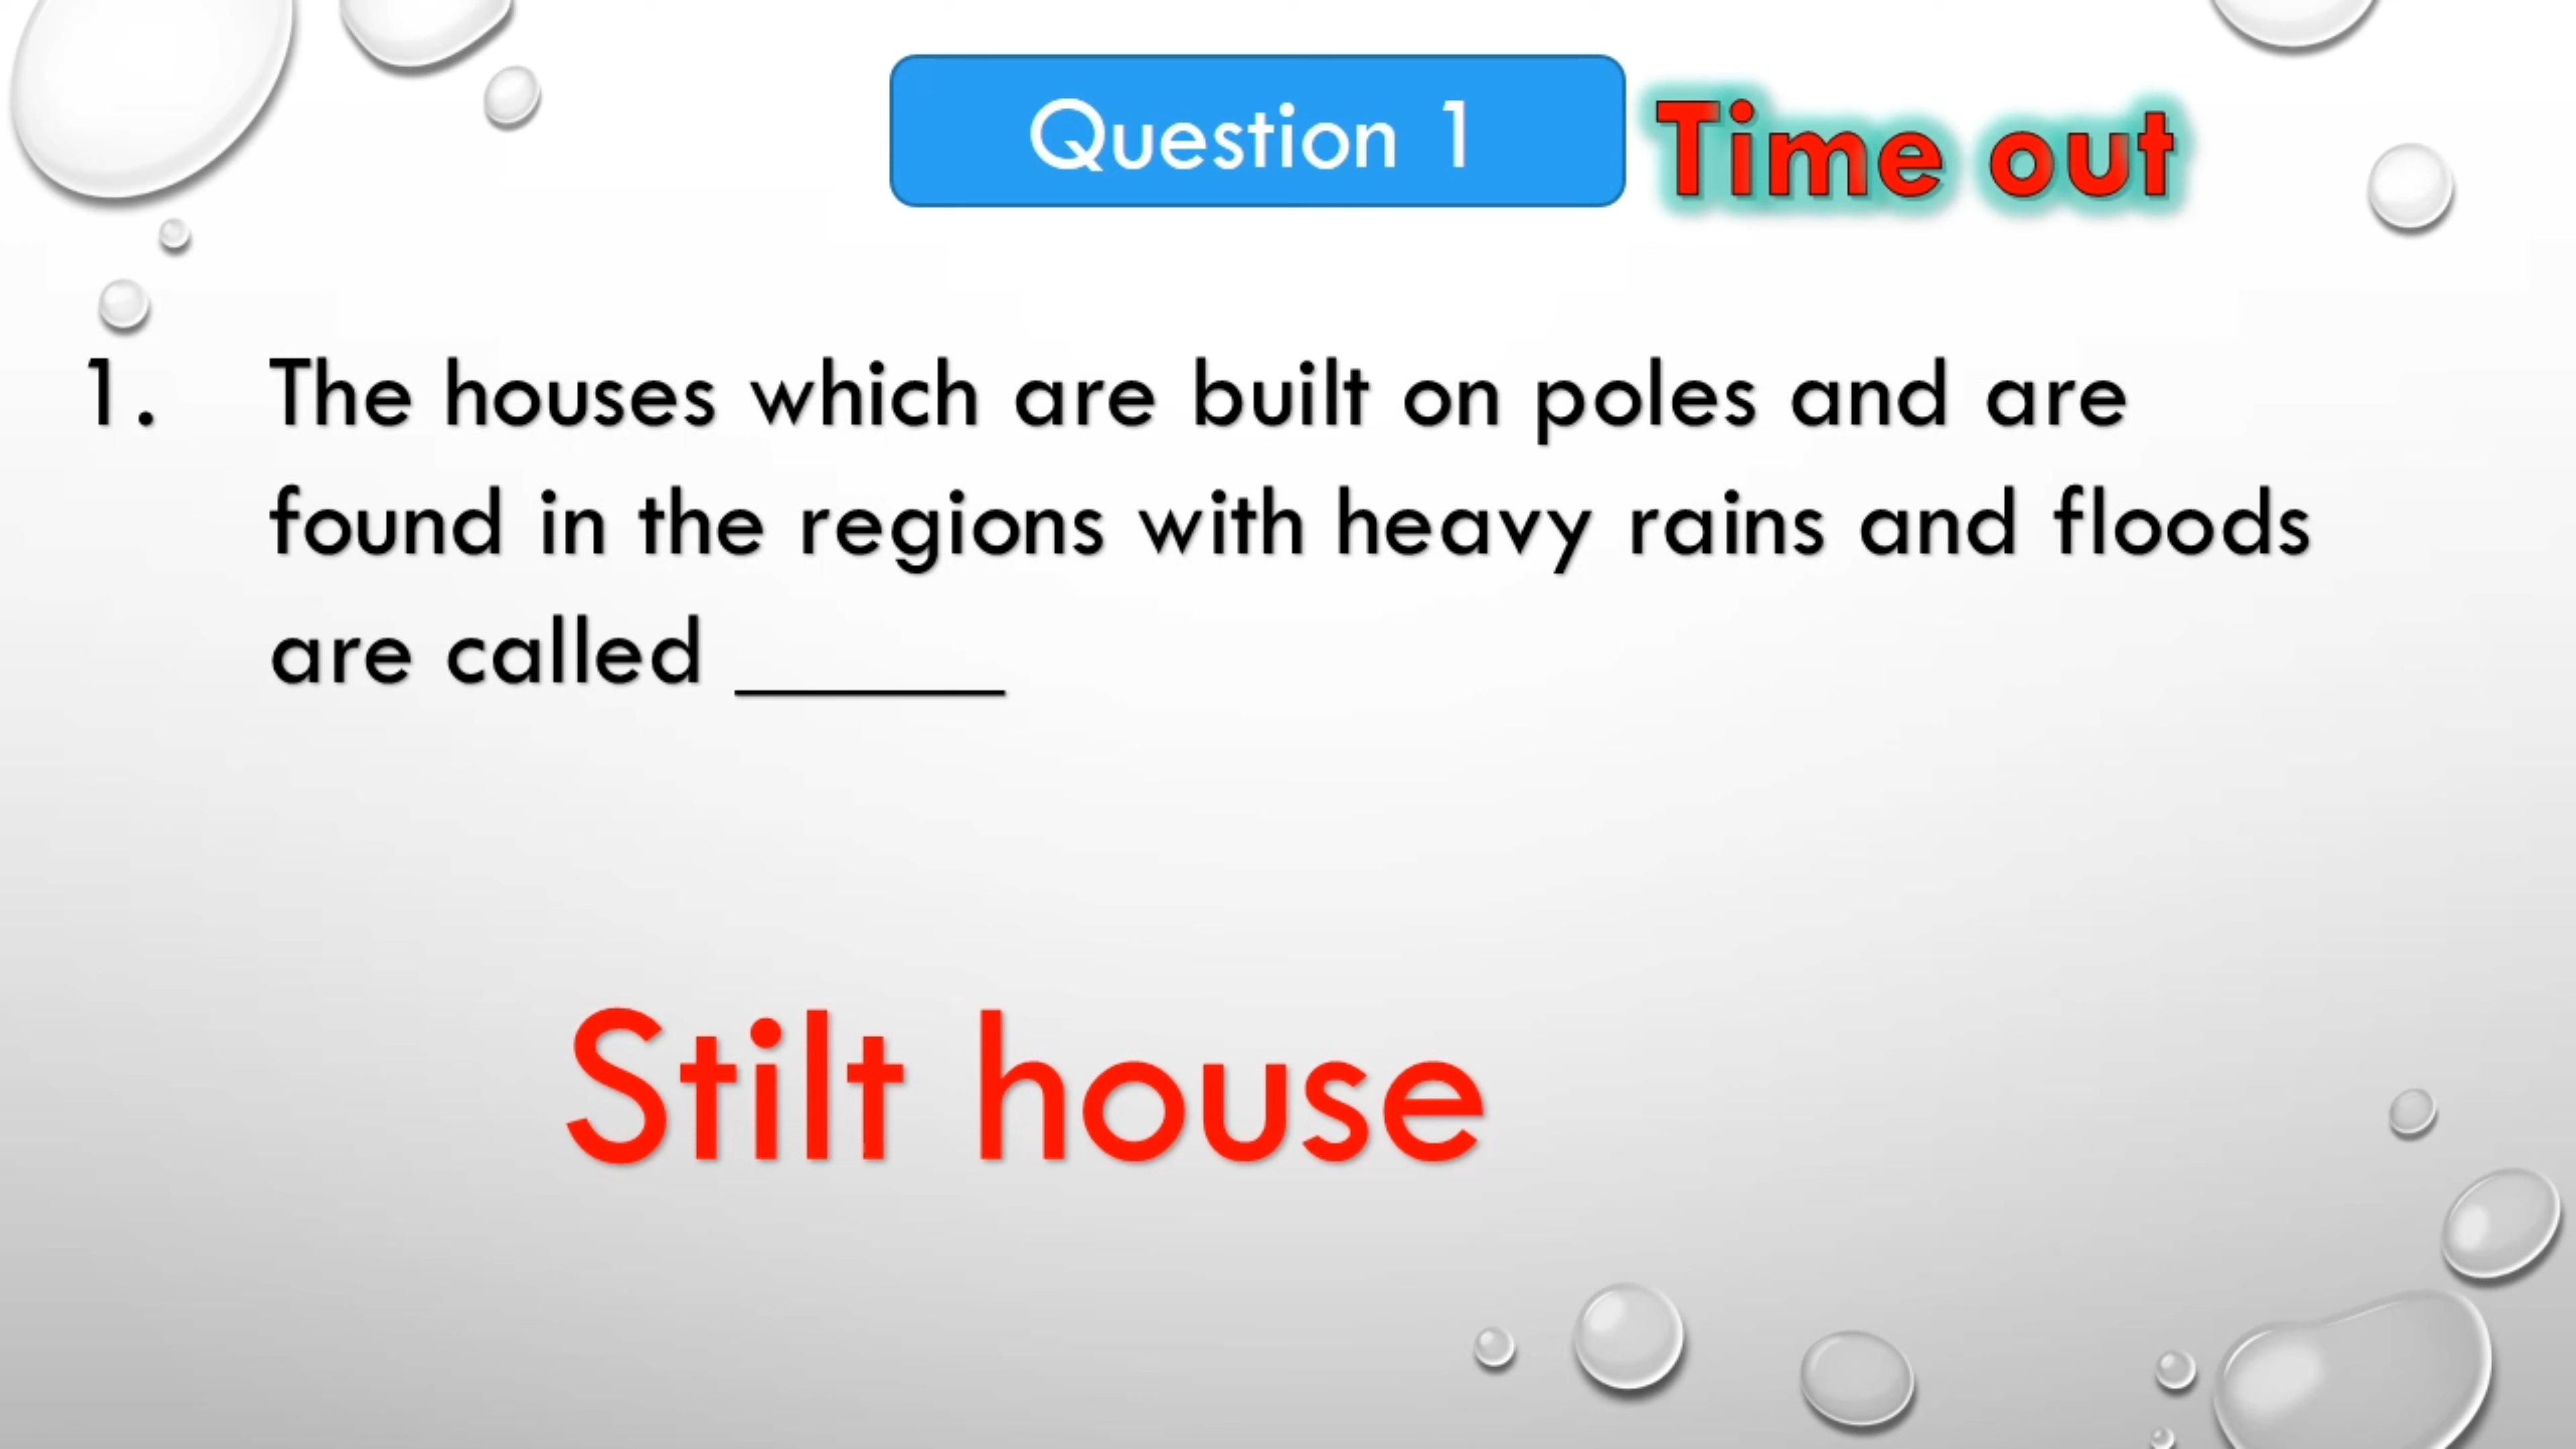 Question 1
Time out
1. The houses which are built on poles and are
found in the regions with heavy rains and floods
are called ______
Stilt house